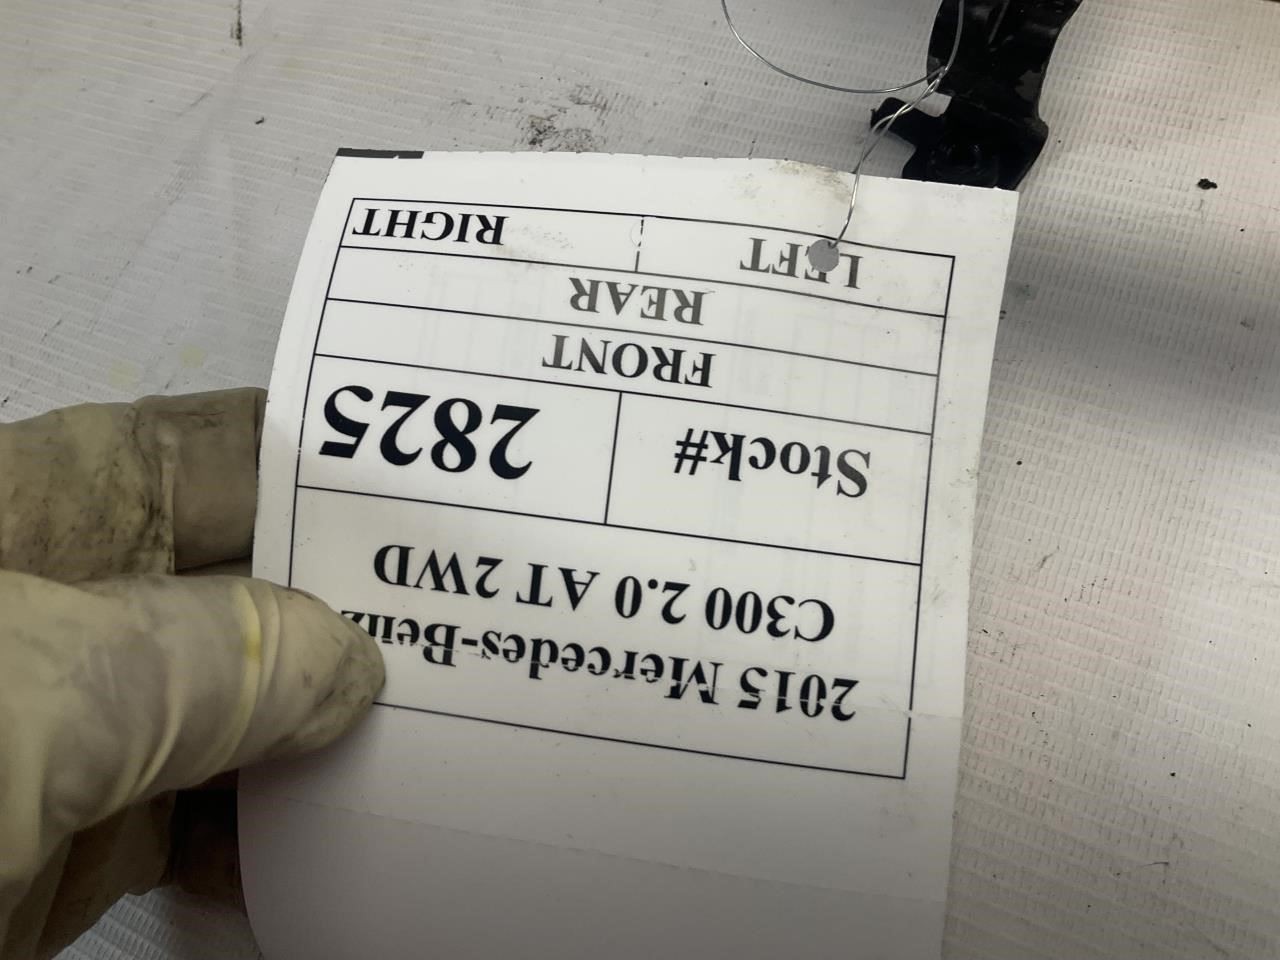 2015 Mercedes-Benz
C300 2.0 AT 2WD
Stock# 2825
FRONT
REAR
LEFT RIGHT